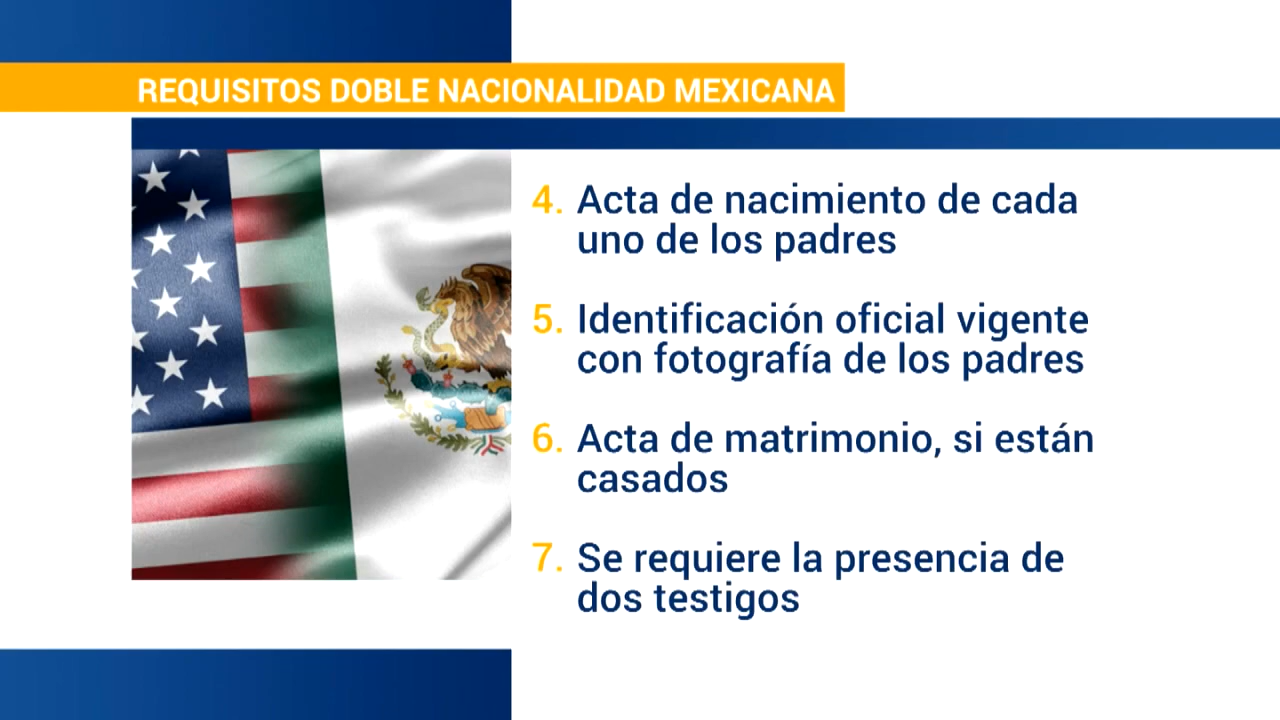 REQUISITOS DOBLE NACIONALIDAD MEXICANA
4. Acta de nacimiento de cada
uno de los padres
5. Identificación oficial vigente
con fotografía de los padres
6. Acta de matrimonio, si están
casados
7. Se requiere la presencia de
dos testigos